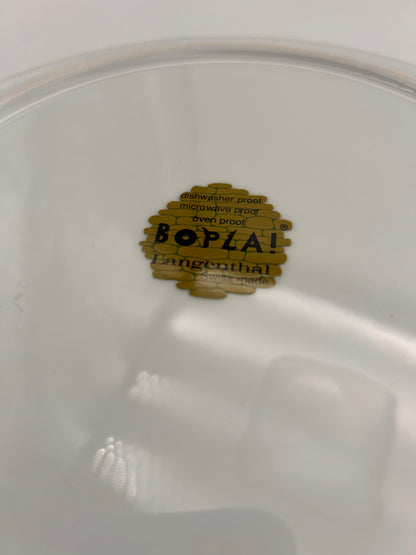 dishwasher proof
microwave proof
oven proof
BOPLA!®
Langenthal
swiss made